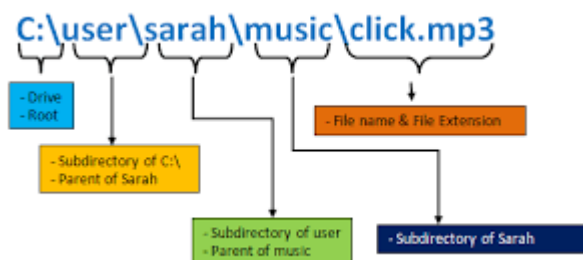 C:\user\sarah\music\click.mp3
- Drive
- Root
- File name & File Extension
- Subdirectory of C:\
- Parent of Sarah
- Subdirectory of user
- Parent of music
- Subdirectory of Sarah